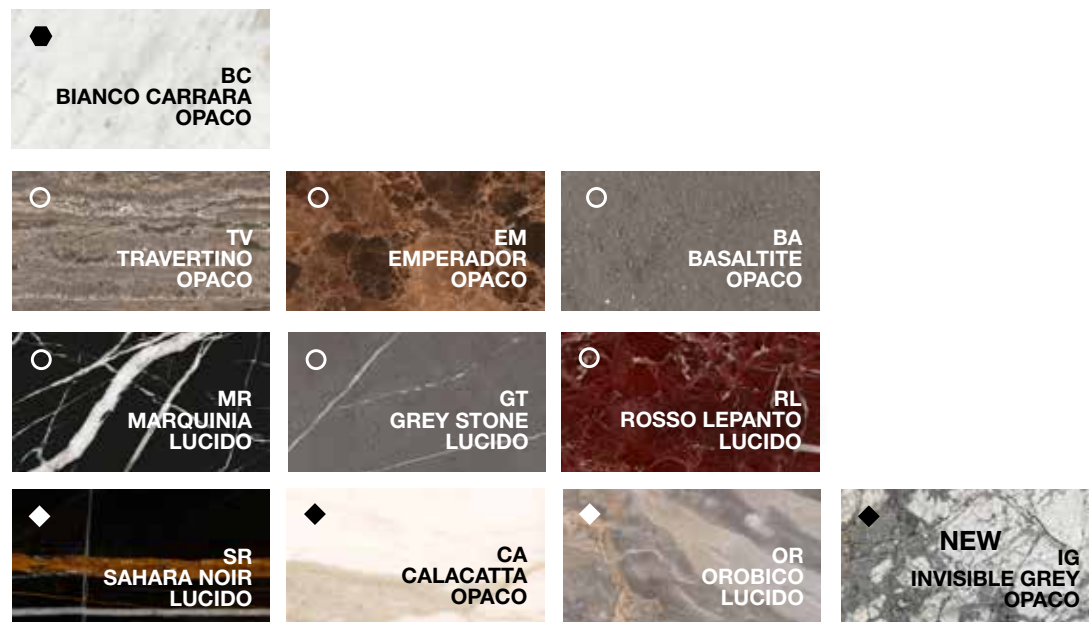 BC
BIANCO CARRARA
OPACO
TV
TRAVERTINO
OPACO
EM
EMPERADOR
OPACO
BA
BASALTITE
OPACO
MR
MARQUINIA
LUCIDO
GT
GREY STONE
LUCIDO
RL
ROSSO LEPANTO
LUCIDO
SR
SAHARA NOIR
LUCIDO
CA
CALACATTA
OPACO
OR
OROBICO
LUCIDO
NEW
IG
INVISIBLE GREY
OPACO